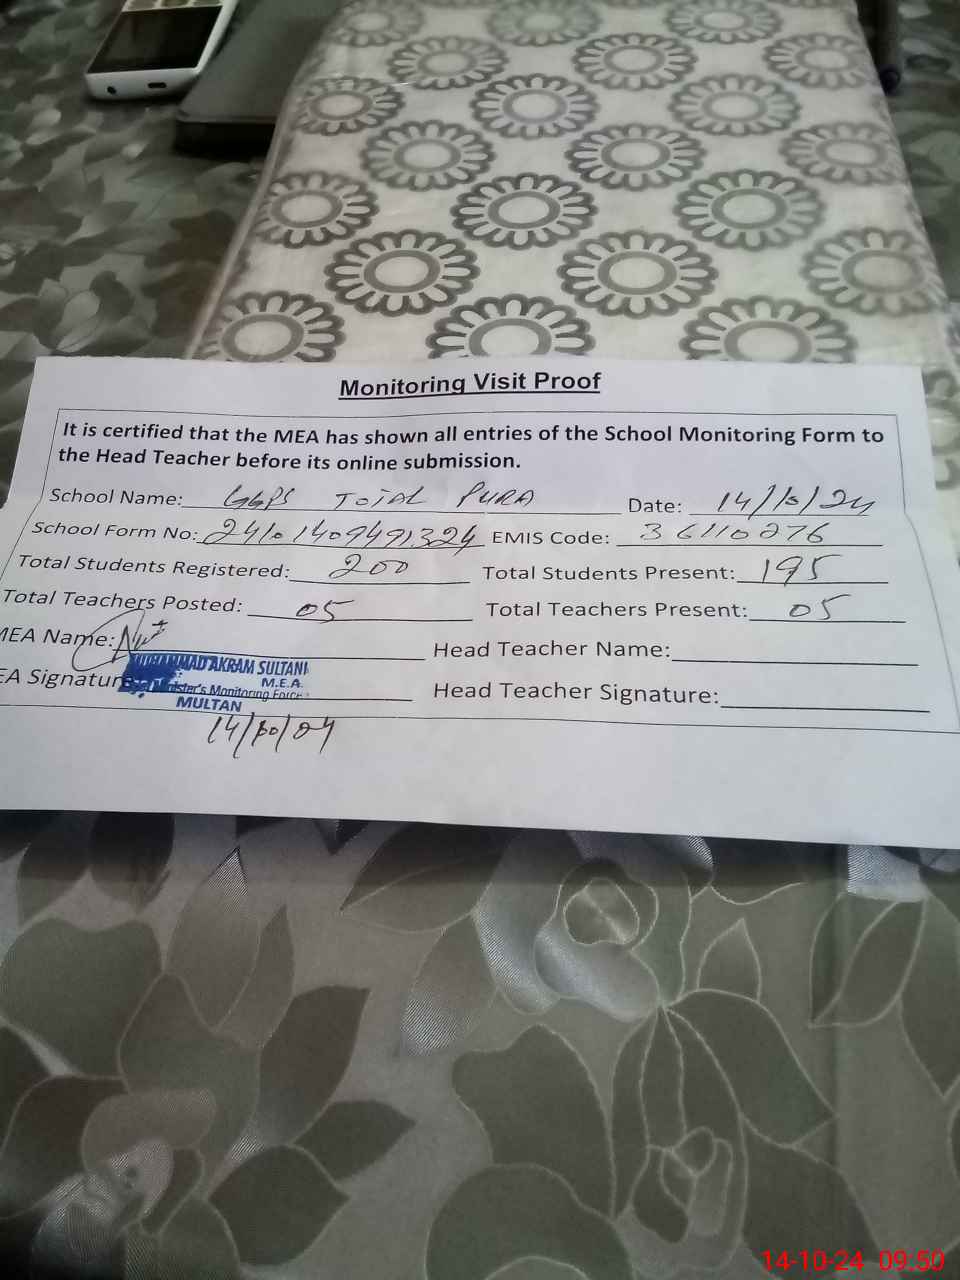 Monitoring Visit Proof
It is certified that the MEA has shown all entries of the School Monitoring Form to
the Head Teacher before its online submission.
School Name: GGPS TOTAL PURA Date: 14/10/24
School Form No: 24101409491324 EMIS Code: 36110276
Total Students Registered: 200 Total Students Present: 195
Total Teachers Posted: 05 Total Teachers Present: 05
MEA Name: Head Teacher Name:
MUHAMMAD AKRAM SULTANI
M.E.A.
EA Signature Head Teacher Signature:
Minister's Monitoring Force
MULTAN
14/10/24
14-10-24 09:50